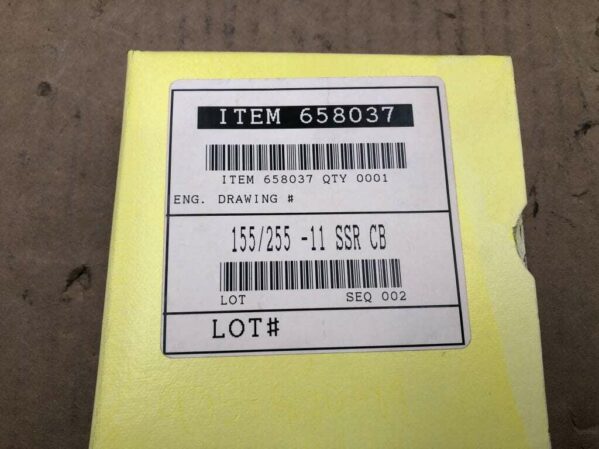 ITEM 658037
ITEM 658037 QTY 0001
ENG. DRAWING #
155/255 -11 SSR CB
LOT SEQ 002
LOT#